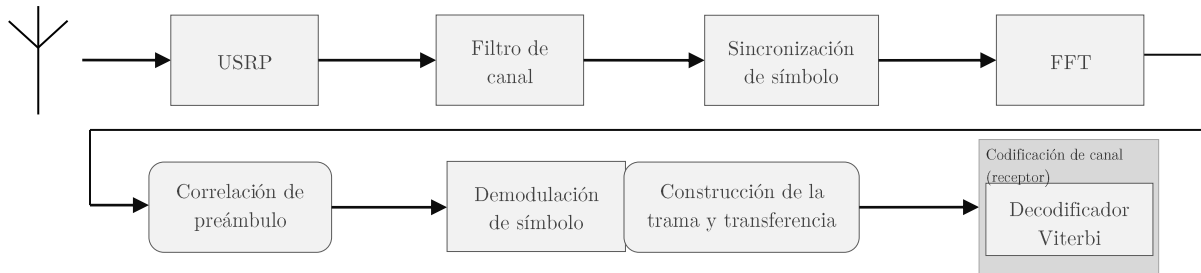 USRP
Filtro de
canal
Sincronización
de símbolo
FFT
Correlación de
preámbulo
Demodulación
de símbolo
Construcción de la
trama y transferencia
Codificación de canal
(receptor)
Decodificador
Viterbi